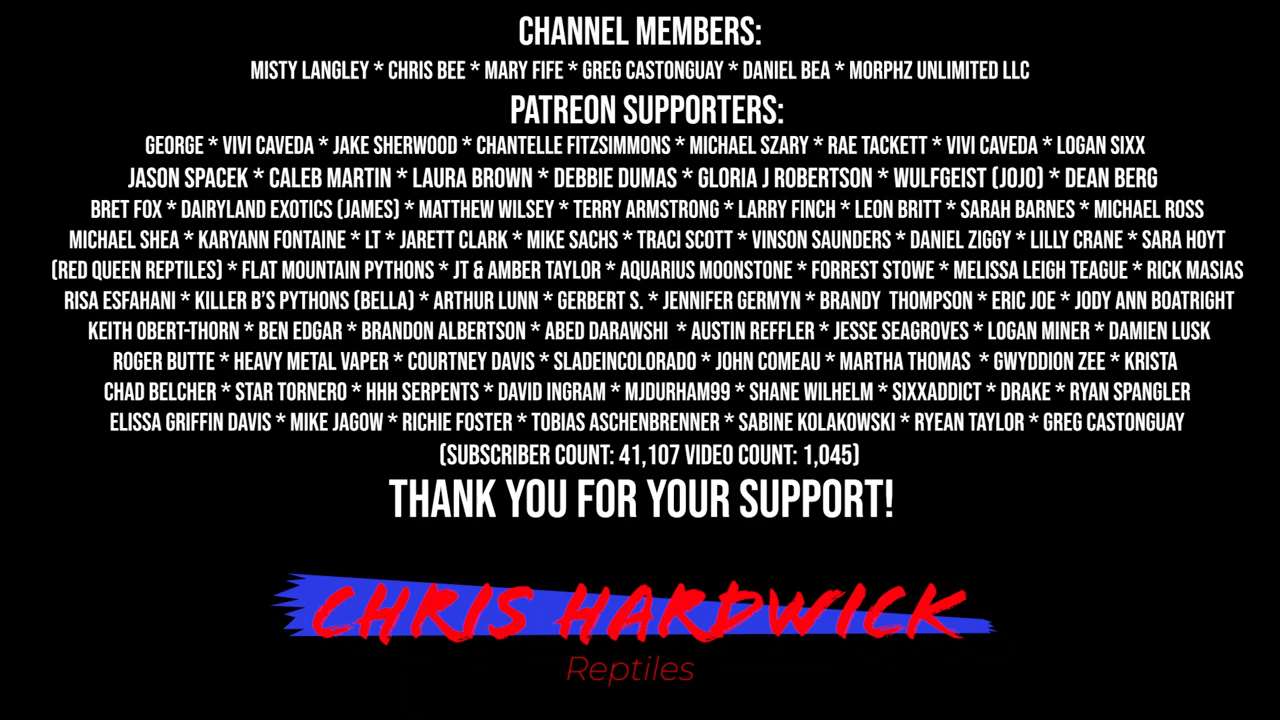 CHANNEL MEMBERS:
MISTY LANGLEY * CHRIS BEE * MARY FIFE * GREG CASTONGUAY * DANIEL BEA * MORPHZ UNLIMITED LLC
PATREON SUPPORTERS:
GEORGE * VIVI CAVEDA * JAKE SHERWOOD * CHANTELLE FITZSIMMONS * MICHAEL SZARY * RAE TACKETT * VIVI CAVEDA * LOGAN SIXX
JASON SPACEK * CALEB MARTIN * LAURA BROWN * DEBBIE DUMAS * GLORIA J ROBERTSON * WULFGEIST (JOJO) * DEAN BERG
BRET FOX * DAIRYLAND EXOTICS (JAMES) * MATTHEW WILSEY * TERRY ARMSTRONG * LARRY FINCH * LEON BRITT * SARAH BARNES * MICHAEL ROSS
MICHAEL SHEA * KARYANN FONTAINE * LT * JARETT CLARK * MIKE SACHS * TRACI SCOTT * VINSON SAUNDERS * DANIEL ZIGGY * LILLY CRANE * SARA HOYT
(RED QUEEN REPTILES) * FLAT MOUNTAIN PYTHONS * JT & AMBER TAYLOR * AQUARIUS MOONSTONE * FORREST STOWE * MELISSA LEIGH TEAGUE * RICK MASIAS
RISA ESFAHANI * KILLER B'S PYTHONS (BELLA) * ARTHUR LUNN * GERBERT S. * JENNIFER GERMYN * BRANDY THOMPSON * ERIC JOE * JODY ANN BOATRIGHT
KEITH OBERT-THORN * BEN EDGAR * BRANDON ALBERTSON * ABED DARAWSHI * AUSTIN REFFLER * JESSE SEAGROVES * LOGAN MINER * DAMIEN LUSK
ROGER BUTTE * HEAVY METAL VAPER * COURTNEY DAVIS * SLADEINCOLORADO * JOHN COMEAU * MARTHA THOMAS * GWYDDION ZEE * KRISTA
CHAD BELCHER * STAR TORNERO * HHH SERPENTS * DAVID INGRAM * MJDURHAM99 * SHANE WILHELM * SIXXADDICT * DRAKE * RYAN SPANGLER
ELISSA GRIFFIN DAVIS * MIKE JAGOW * RICHIE FOSTER * TOBIAS ASCHENBRENNER * SABINE KOLAKOWSKI * RYEAN TAYLOR * GREG CASTONGUAY
(SUBSCRIBER COUNT: 41,107 VIDEO COUNT: 1,045)
THANK YOU FOR YOUR SUPPORT!
CHRIS HARDWICK
Reptiles